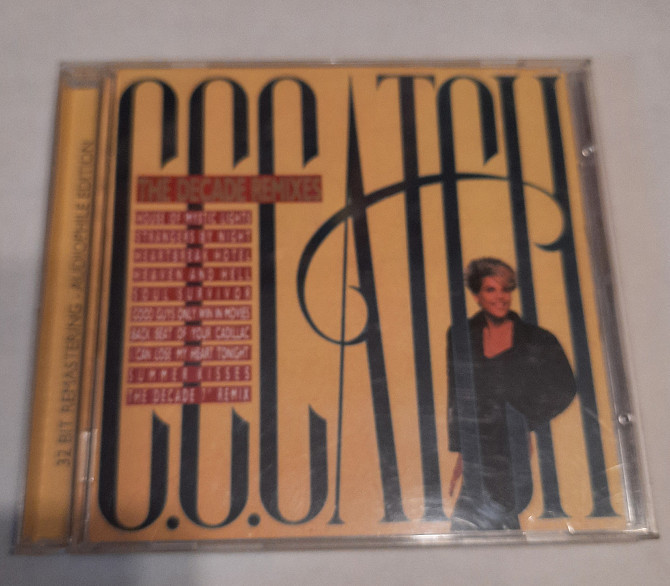 C.C.CATCH
THE DECADE REMIXES
HOUSE OF MYSTIC LIGHTS
STRANGERS BY NIGHT
HEARTBREAK HOTEL
HEAVEN AND HELL
SOUL SURVIVOR
GOOD GUYS ONLY WIN IN MOVIES
BACK BEAT OF YOUR CADILLAC
I CAN LOSE MY HEART TONIGHT
SUMMER KISSES
THE DECADE 7" REMIX
32 BIT REMASTERING - AUDIOPHILE EDITION